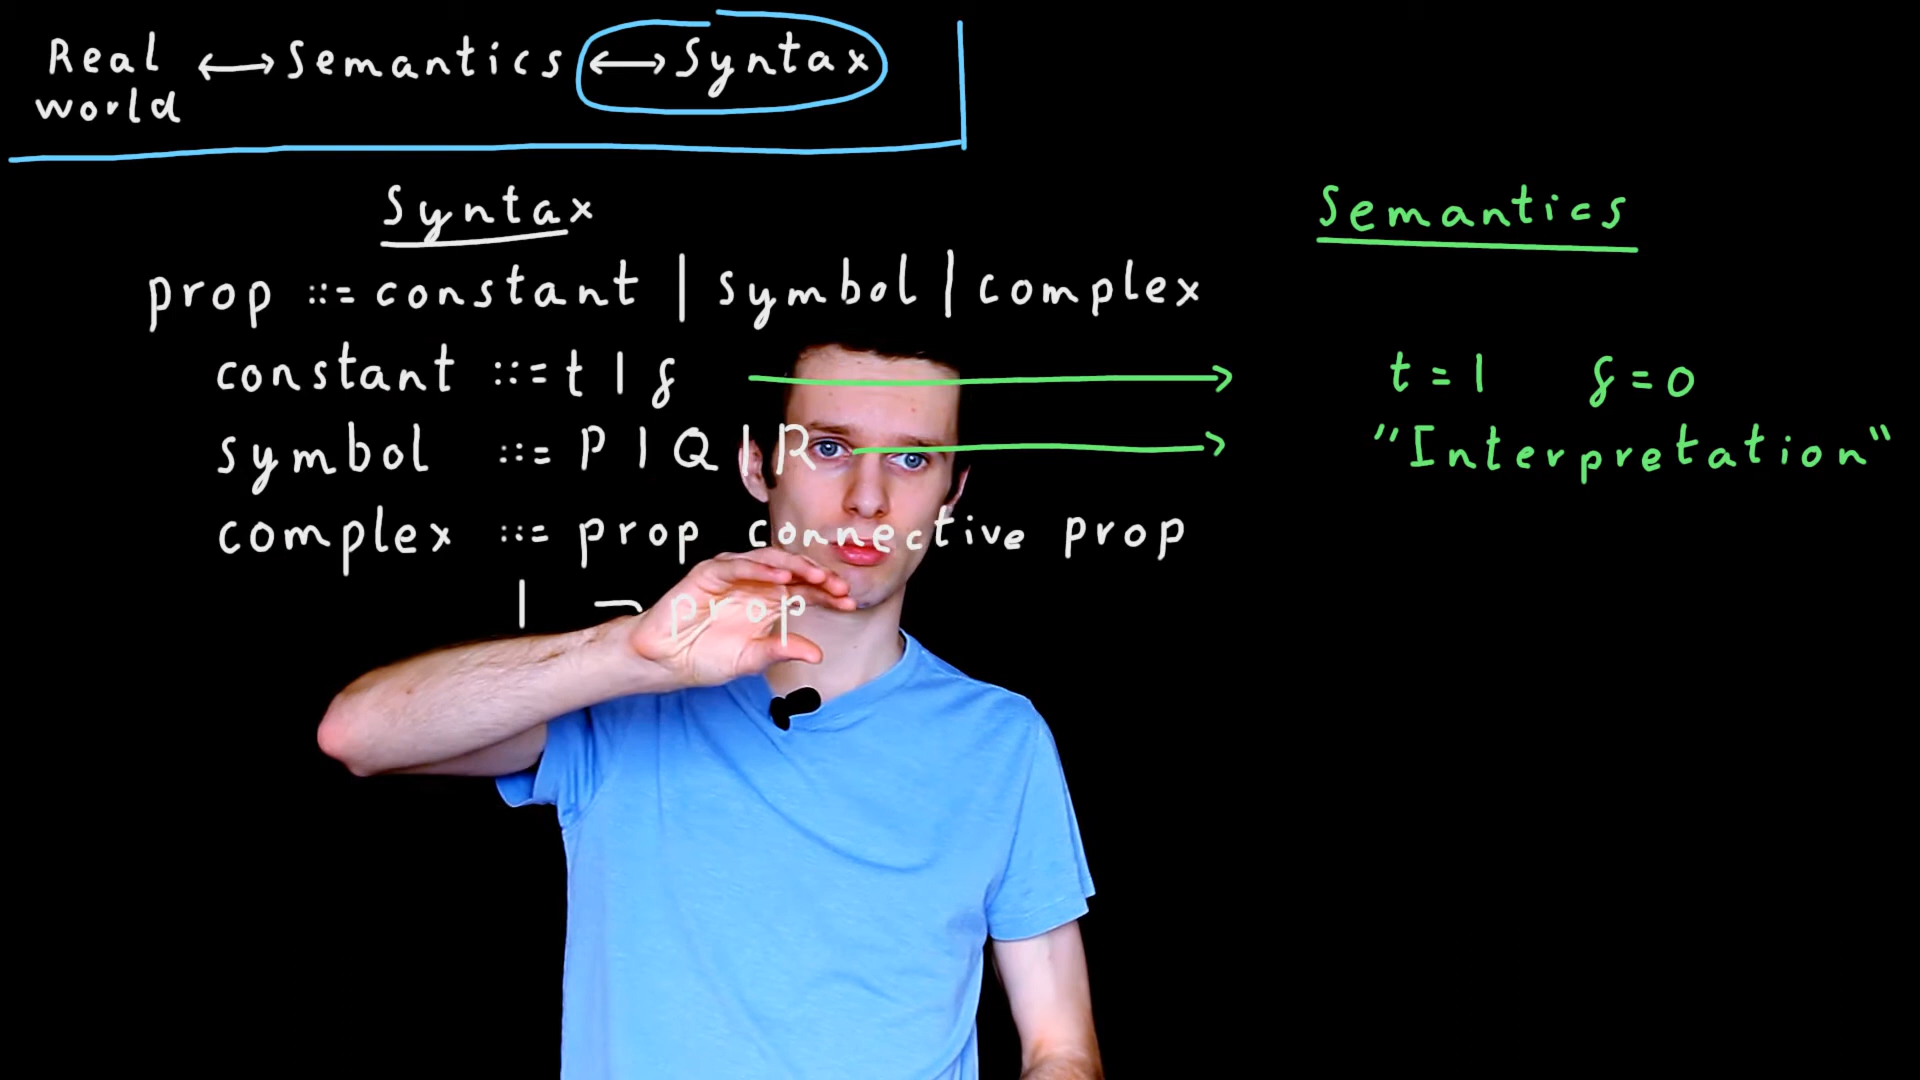 Real ⟷ Semantics ⟷ Syntax
world
Syntax
Semantics
prop ::= constant | symbol | complex
constant ::= t | f
t = 1 f = 0
symbol ::= P | Q | R
"Interpretation"
complex ::= prop connective prop
| ¬ prop